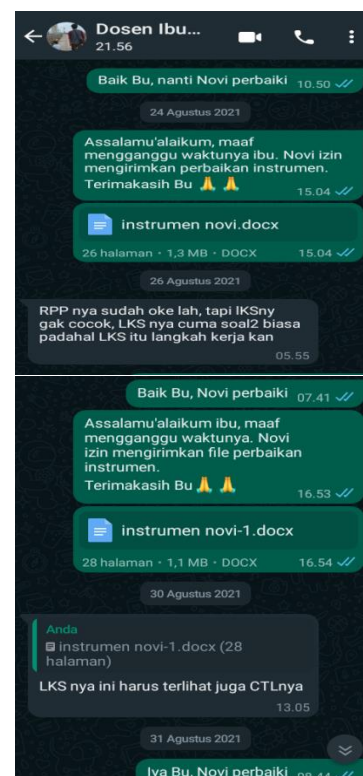 Dosen Ibu...
21.56
Baik Bu, nanti Novi perbaiki 10.50
24 Agustus 2021
Assalamu'alaikum, maaf
mengganggu waktunya ibu. Novi izin
mengirimkan perbaikan instrumen.
Terimakasih Bu 🙏 🙏
15.04
instrumen novi.docx
26 halaman • 1,3 MB • DOCX 15.04
26 Agustus 2021
RPP nya sudah oke lah, tapi lKSny
gak cocok, LKS nya cuma soal2 biasa
padahal LKS itu langkah kerja kan
05.55
Baik Bu, Novi perbaiki 07.41
Assalamu'alaikum ibu, maaf
mengganggu waktunya. Novi
izin mengirimkan file perbaikan
instrumen.
Terimakasih Bu 🙏 🙏
16.53
instrumen novi-1.docx
28 halaman • 1,1 MB • DOCX 16.54
30 Agustus 2021
Anda
instrumen novi-1.docx (28
halaman)
LKS nya ini harus terlihat juga CTLnya
13.05
31 Agustus 2021
Iya Bu, Novi perbaiki